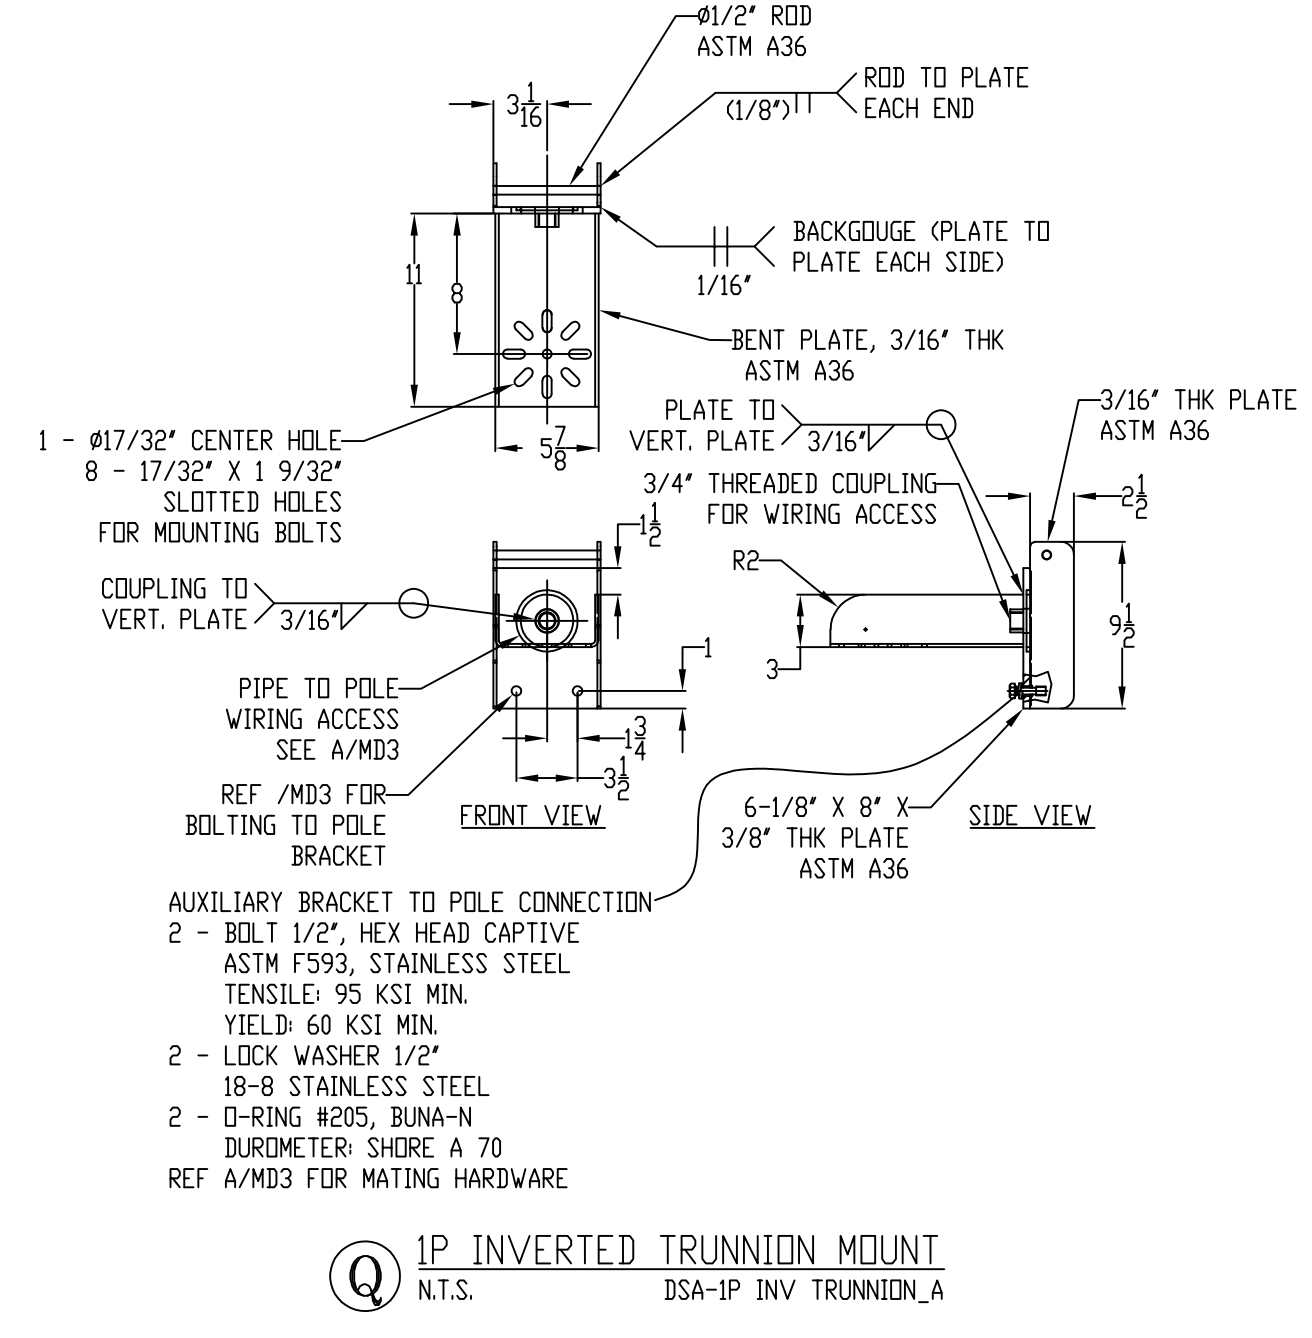 ø1/2" ROD
ASTM A36
ROD TO PLATE
EACH END
(1/8")
3 1/16
BACKGOUGE (PLATE TO
PLATE EACH SIDE)
1/16"
11
8
BENT PLATE, 3/16" THK
ASTM A36
1 - ø17/32" CENTER HOLE
8 - 17/32" X 1 9/32"
SLOTTED HOLES
FOR MOUNTING BOLTS
5 7/8
PLATE TO
VERT. PLATE
3/16"
3/16" THK PLATE
ASTM A36
3/4" THREADED COUPLING
FOR WIRING ACCESS
2 1/2
1 1/2
R2
COUPLING TO
VERT. PLATE
3/16"
9 1/2
1
3
PIPE TO POLE
WIRING ACCESS
SEE A/MD3
1 3/4
3 1/2
REF /MD3 FOR
BOLTING TO POLE
BRACKET
FRONT VIEW
6-1/8" X 8" X
3/8" THK PLATE
ASTM A36
SIDE VIEW
AUXILIARY BRACKET TO POLE CONNECTION
2 - BOLT 1/2", HEX HEAD CAPTIVE
ASTM F593, STAINLESS STEEL
TENSILE: 95 KSI MIN.
YIELD: 60 KSI MIN.
2 - LOCK WASHER 1/2"
18-8 STAINLESS STEEL
2 - O-RING #205, BUNA-N
DUROMETER: SHORE A 70
REF A/MD3 FOR MATING HARDWARE
Q
1P INVERTED TRUNNION MOUNT
N.T.S. DSA-1P INV TRUNNION_A